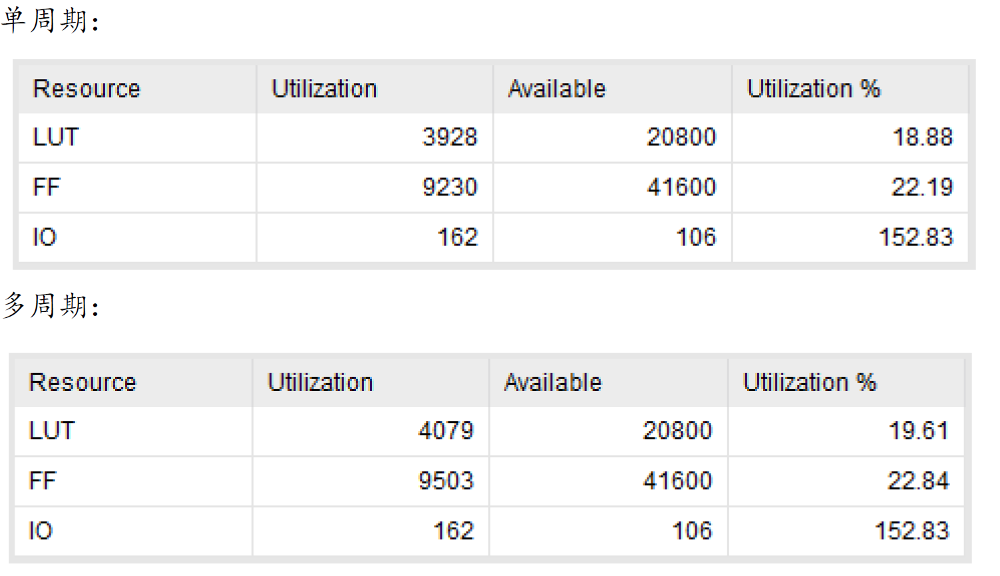 单周期：
Resource Utilization Available Utilization %
LUT 3928 20800 18.88
FF 9230 41600 22.19
IO 162 106 152.83
多周期：
Resource Utilization Available Utilization %
LUT 4079 20800 19.61
FF 9503 41600 22.84
IO 162 106 152.83